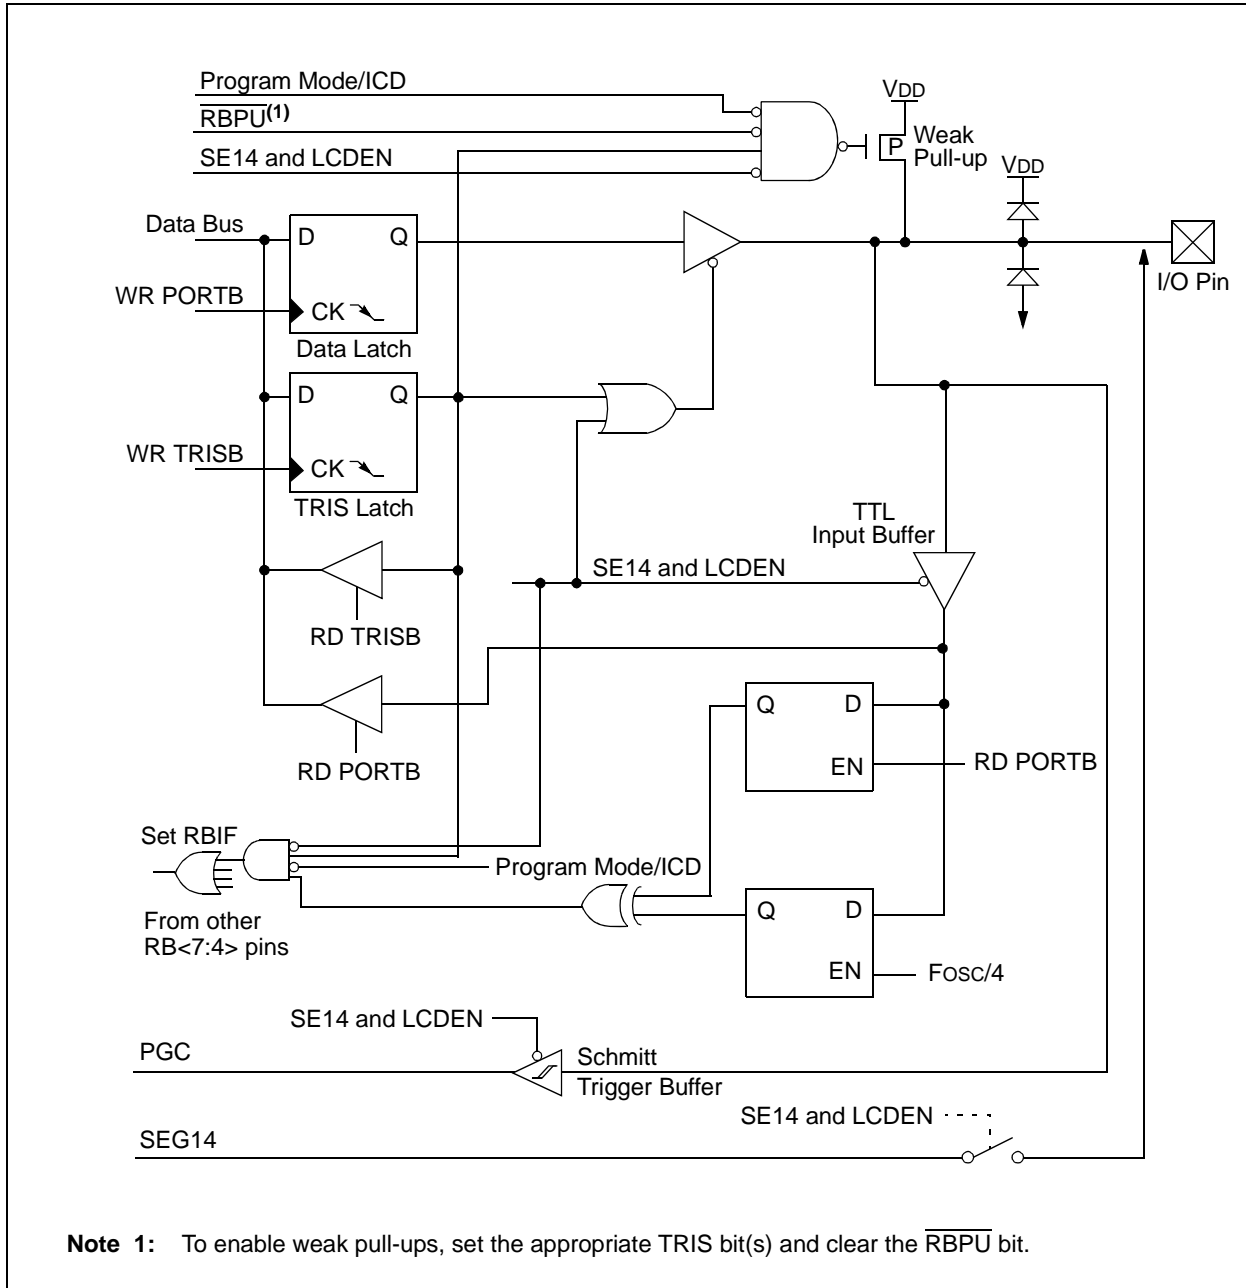 Program Mode/ICD
RBPU(1)
SE14 and LCDEN
VDD
P
Weak
Pull-up
VDD
Data Bus
D
Q
WR PORTB
CK
Data Latch
I/O Pin
D
Q
WR TRISB
CK
TRIS Latch
TTL
Input Buffer
SE14 and LCDEN
RD TRISB
Q
D
EN
RD PORTB
RD PORTB
Set RBIF
Program Mode/ICD
From other
RB<7:4> pins
Q
D
EN
FOSC/4
SE14 and LCDEN
PGC
Schmitt
Trigger Buffer
SE14 and LCDEN
SEG14
Note 1: To enable weak pull-ups, set the appropriate TRIS bit(s) and clear the RBPU bit.